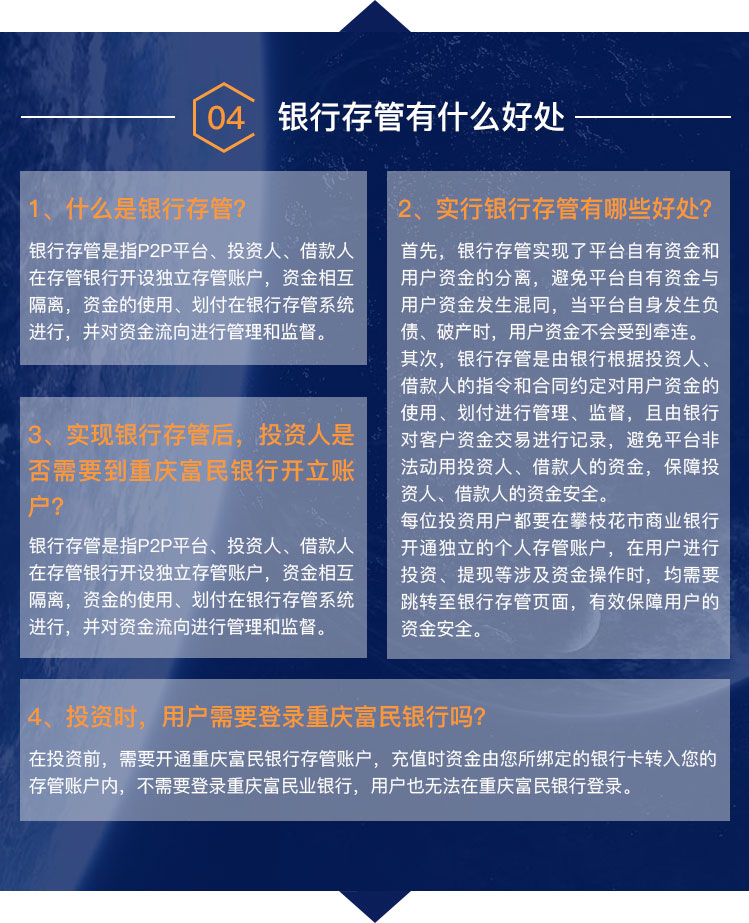 04
银行存管有什么好处
1、什么是银行存管？
银行存管是指P2P平台、投资人、借款人
在存管银行开设独立存管账户，资金相互
隔离，资金的使用、划付在银行存管系统
进行，并对资金流向进行管理和监督。
2、实行银行存管有哪些好处？
首先，银行存管实现了平台自有资金和
用户资金的分离，避免平台自有资金与
用户资金发生混同，当平台自身发生负
债、破产时，用户资金不会受到牵连。
其次，银行存管是由银行根据投资人、
借款人的指令和合同约定对用户资金的
使用、划付进行管理、监督，且由银行
对客户资金交易进行记录，避免平台非
法动用投资人、借款人的资金，保障投
资人、借款人的资金安全。
每位投资用户都要在攀枝花市商业银行
开通独立的个人存管账户，在用户进行
投资、提现等涉及资金操作时，均需要
跳转至银行存管页面，有效保障用户的
资金安全。
3、实现银行存管后，投资人是
否需要到重庆富民银行开立账
户？
银行存管是指P2P平台、投资人、借款人
在存管银行开设独立存管账户，资金相互
隔离，资金的使用、划付在银行存管系统
进行，并对资金流向进行管理和监督。
4、投资时，用户需要登录重庆富民银行吗？
在投资前，需要开通重庆富民银行存管账户，充值时资金由您所绑定的银行卡转入您的
存管账户内，不需要登录重庆富民业银行，用户也无法在重庆富民银行登录。